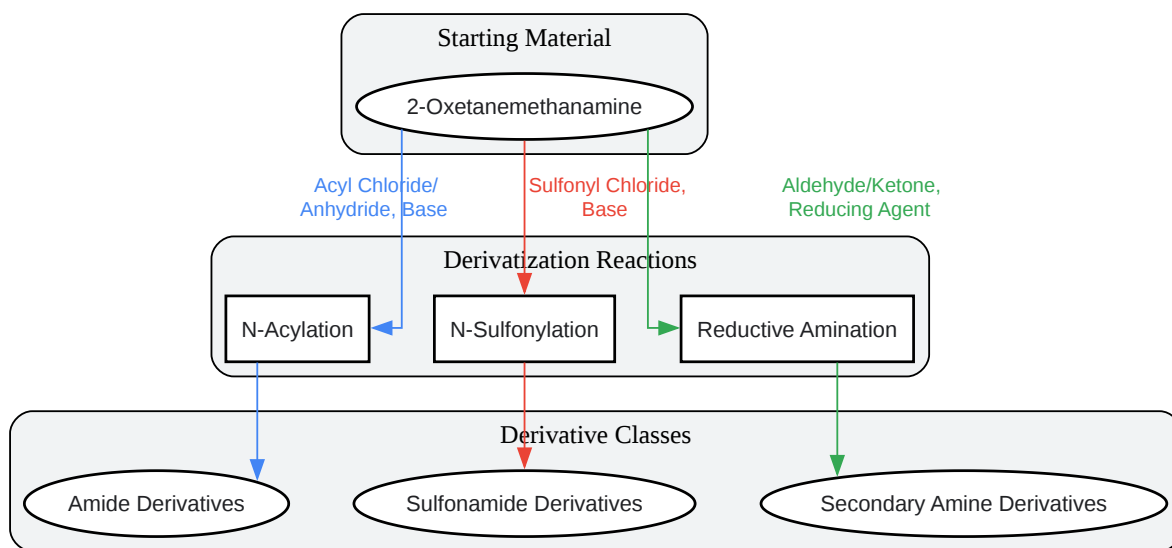 Starting Material
2-Oxetanemethanamine
Acyl Chloride/
Anhydride, Base
Sulfonyl Chloride,
Base
Aldehyde/Ketone,
Reducing Agent
Derivatization Reactions
N-Acylation
N-Sulfonylation
Reductive Amination
Derivative Classes
Amide Derivatives
Sulfonamide Derivatives
Secondary Amine Derivatives